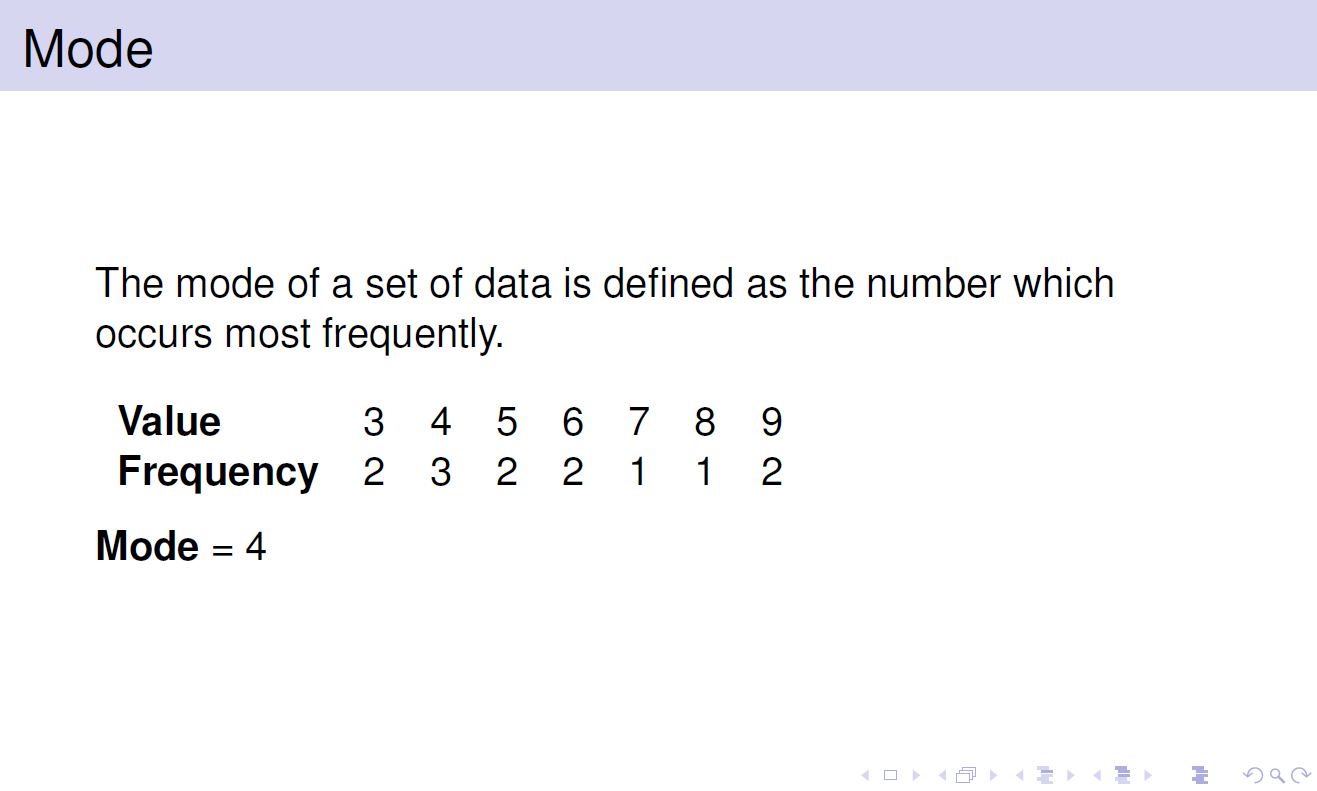 Mode
The mode of a set of data is defined as the number which
occurs most frequently.
Value 3 4 5 6 7 8 9
Frequency 2 3 2 2 1 1 2
Mode = 4